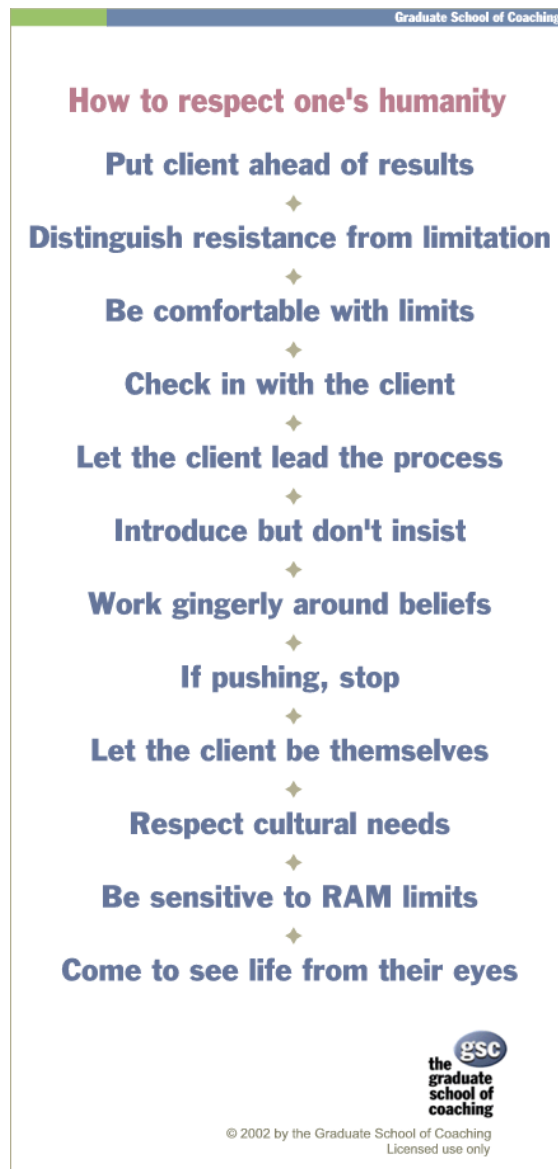 Graduate School of Coaching
How to respect one's humanity
Put client ahead of results
Distinguish resistance from limitation
Be comfortable with limits
Check in with the client
Let the client lead the process
Introduce but don't insist
Work gingerly around beliefs
If pushing, stop
Let the client be themselves
Respect cultural needs
Be sensitive to RAM limits
Come to see life from their eyes
gsc
the
graduate
school of
coaching
© 2002 by the Graduate School of Coaching
Licensed use only